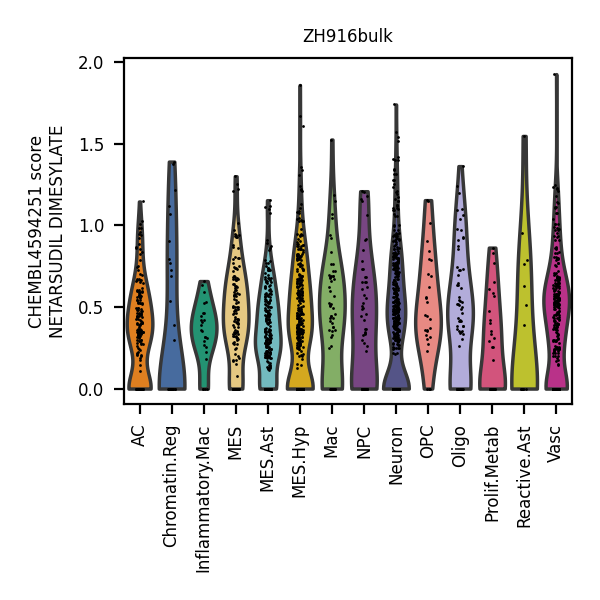 ZH916bulk
CHEMBL4594251 score
NETARSUDIL DIMESYLATE
2.0
1.5
1.0
0.5
0.0
AC
Chromatin.Reg
Inflammatory.Mac
MES
MES.Ast
MES.Hyp
Mac
NPC
Neuron
OPC
Oligo
Prolif.Metab
Reactive.Ast
Vasc